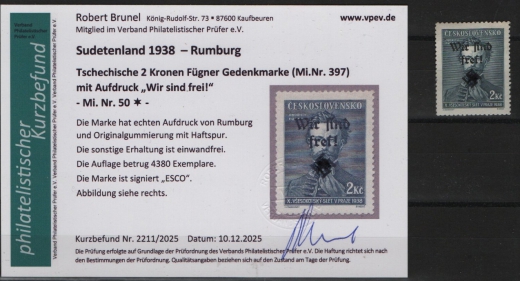 Robert Brunel König-Rudolf-Str. 73 * 87600 Kaufbeuren www.vpev.de
Mitglied im Verband Philatelistischer Prüfer e.V.
philatelistischer
Kurzbefund
Sudetenland 1938 – Rumburg
Tschechische 2 Kronen Fügner Gedenkmarke (Mi.Nr. 397)
mit Aufdruck „Wir sind frei!"
- Mi. Nr. 50 ✶ -
Die Marke hat echten Aufdruck von Rumburg
und Originalgummierung mit Haftspur.
Die sonstige Erhaltung ist einwandfrei.
Die Auflage betrug 4380 Exemplare.
Die Marke ist signiert „ESCO".
Abbildung siehe rechts.
ČESKOSLOVENSKO
Wir sind
frei!
2Kč
X. VŠESOKOLSKÝ SLET V PRAZE 1938
Kurzbefund Nr. 2211/2025 Datum: 10.12.2025
Die Prüfung erfolgte auf Grundlage der Prüfordnung des Verbands Philatelistischer Prüfer e.V. Die Haftung richtet sich nach
den Bestimmungen der Prüfordnung. Qualitätsangaben beziehen sich auf den Zustand am Tage der Prüfung.
Wir sind
frei!
2Kč